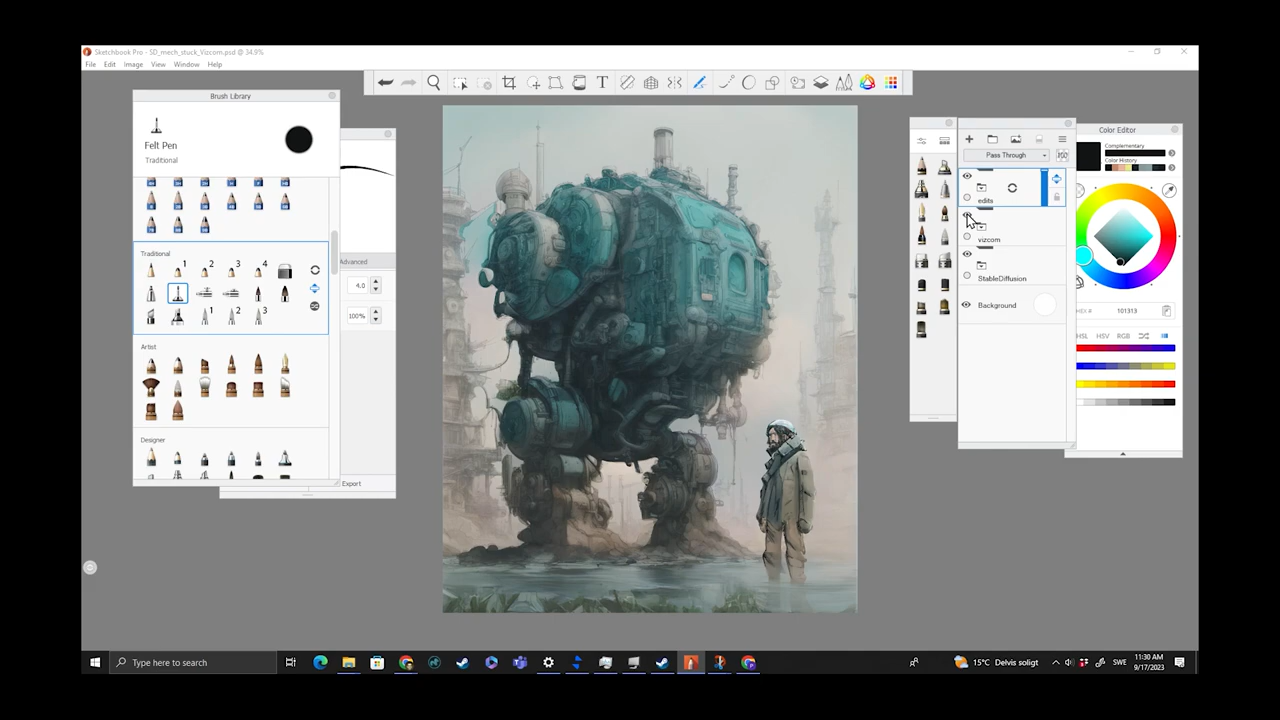 Sketchbook Pro - SD_mech_stuck_Vizcom.psd @ 34.9%
File Edit Image View Window Help
Brush Library
Felt Pen
Traditional
Traditional
1 2 3 4
1 2 3
Artist
Designer
Advanced
4.0
100%
Export
Pass Through
100
edits
vizcom
StableDiffusion
Background
Color Editor
Complementary
Color History
HEX # 101313
HSL HSV RGB
Type here to search
15°C Delvis soligt
SWE
11:30 AM
9/17/2023